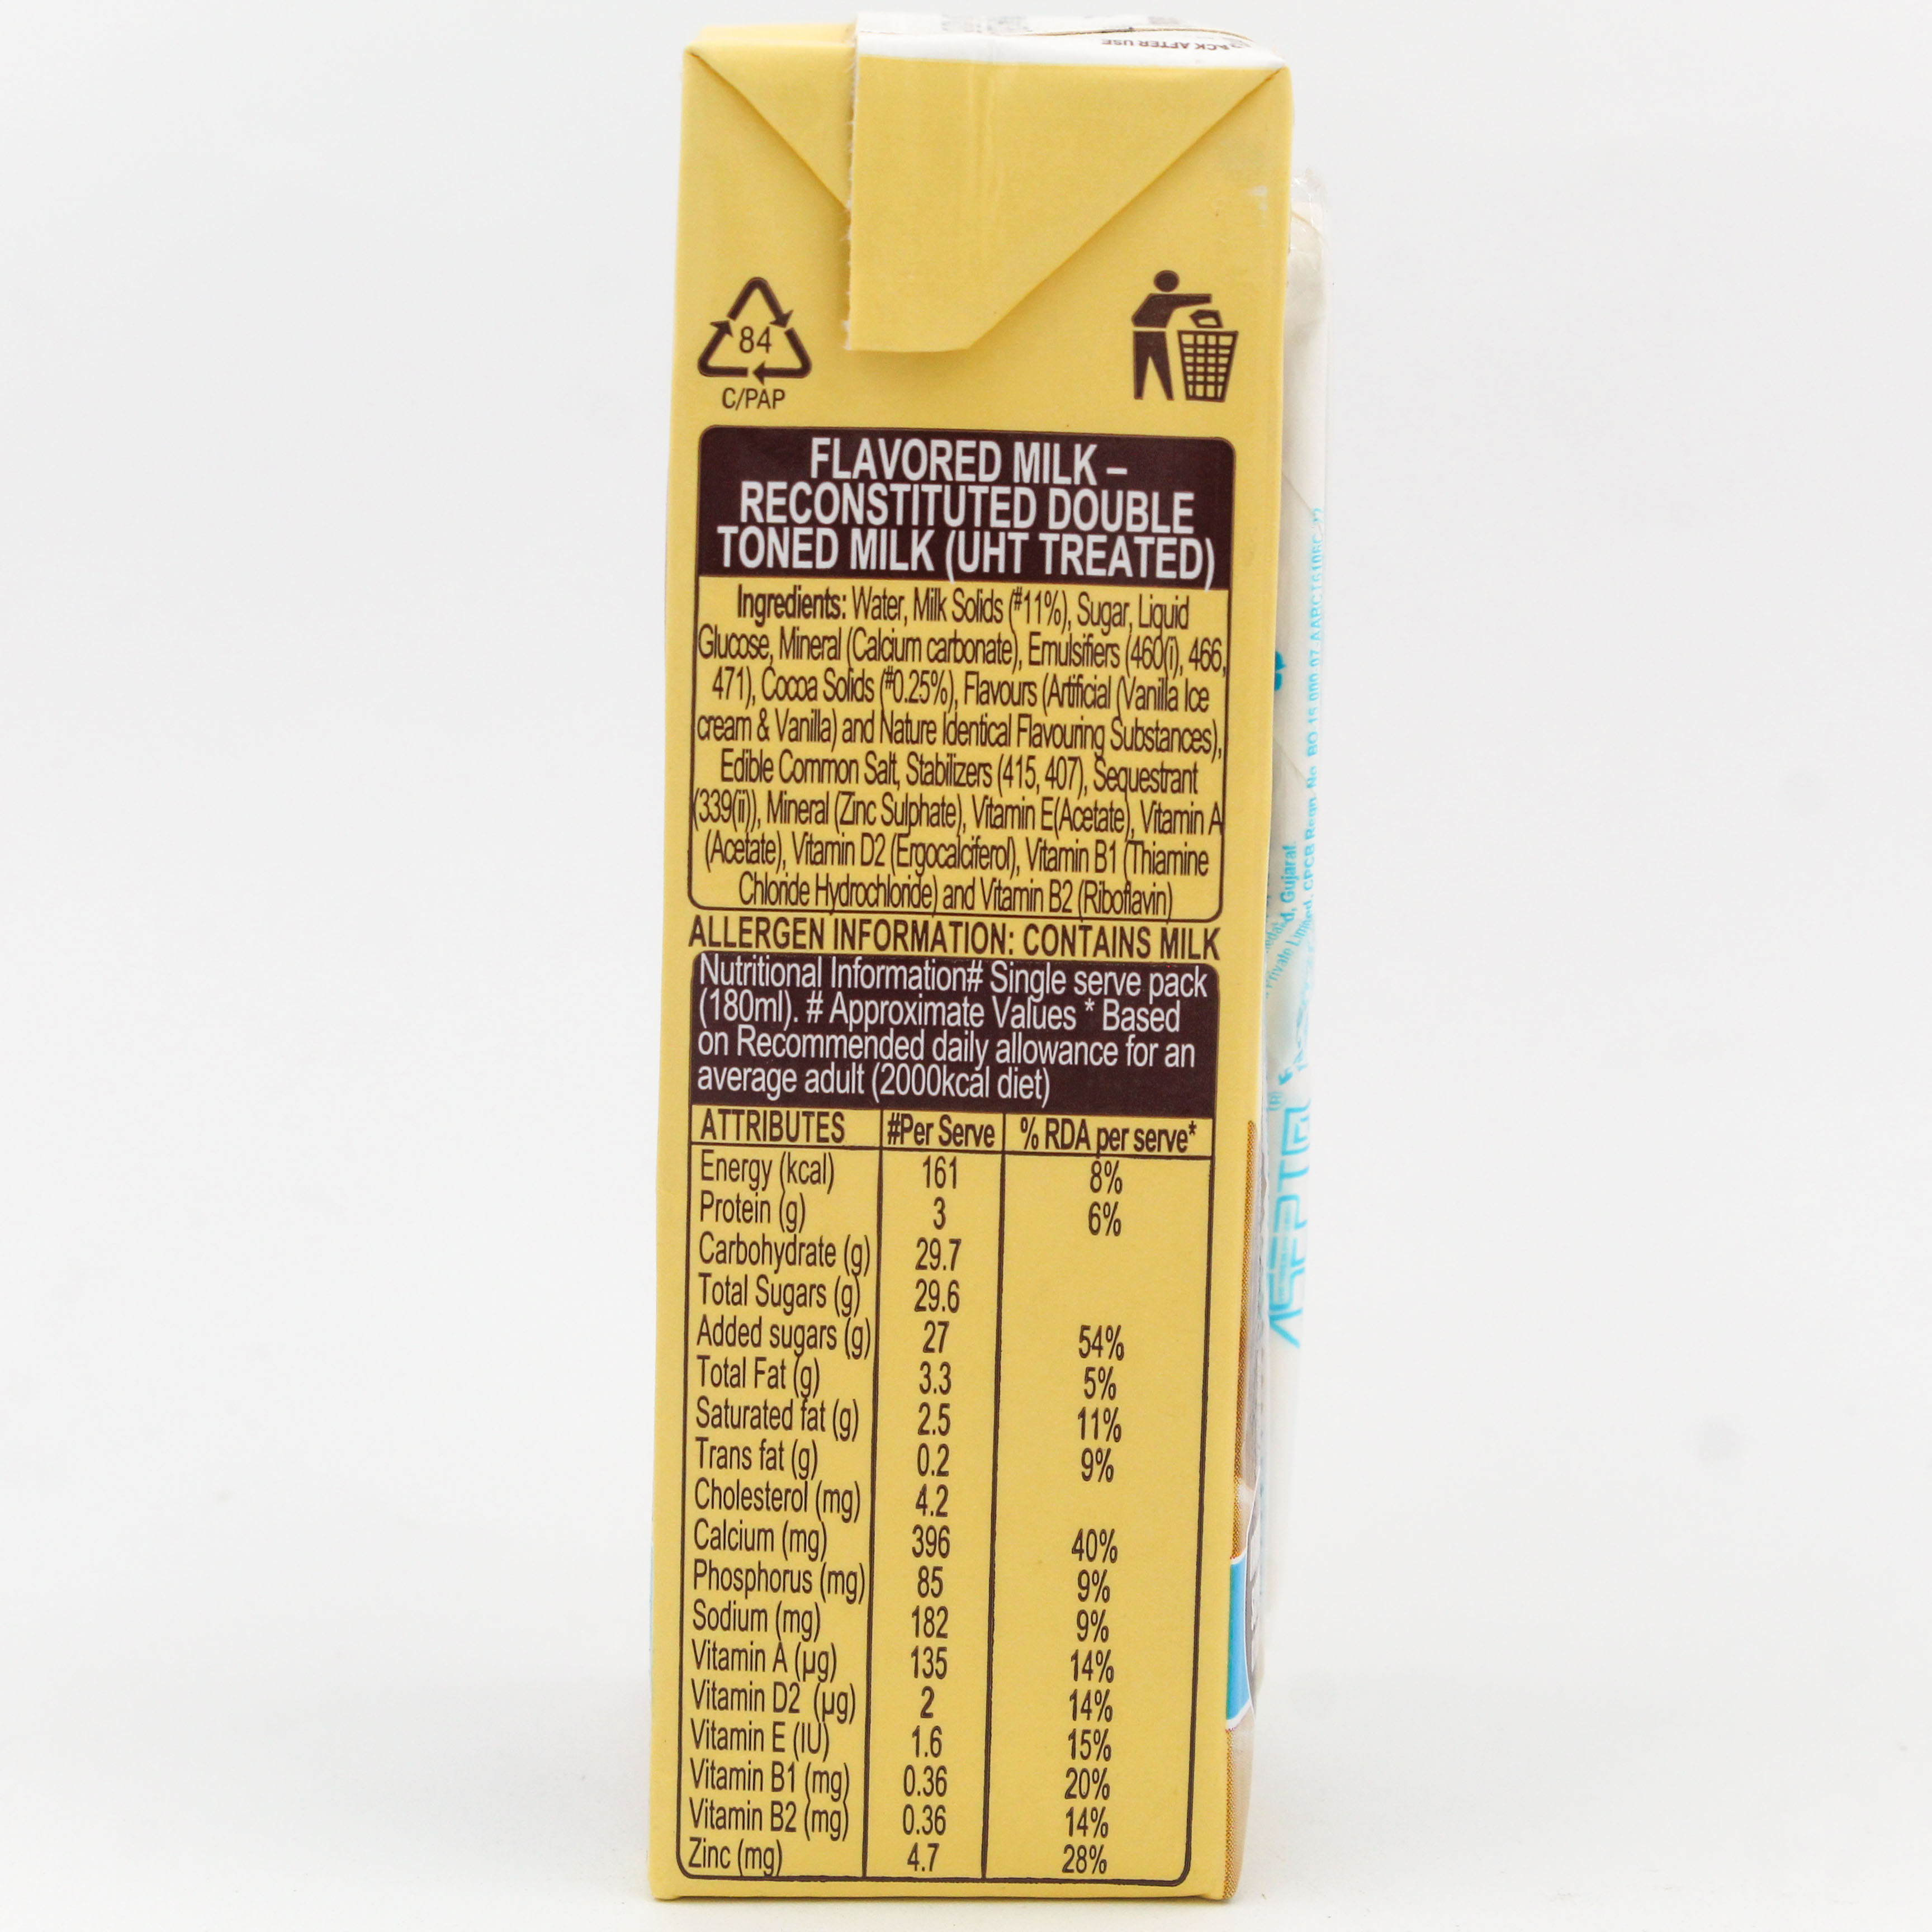 ACK AFTER USE
84
C/PAP
FLAVORED MILK –
RECONSTITUTED DOUBLE
TONED MILK (UHT TREATED)
Ingredients: Water, Milk Solids (#11%), Sugar, Liquid
Glucose, Mineral (Calcium carbonate), Emulsifiers (460(i), 466,
471), Cocoa Solids (#0.25%), Flavours (Artificial (Vanilla Ice
cream & Vanilla) and Nature Identical Flavouring Substances),
Edible Common Salt, Stabilizers (415, 407), Sequestrant
(339(ii)), Mineral (Zinc Sulphate), Vitamin E(Acetate), Vitamin A
(Acetate), Vitamin D2 (Ergocalciferol), Vitamin B1 (Thiamine
Chloride Hydrochloride) and Vitamin B2 (Riboflavin)
ALLERGEN INFORMATION: CONTAINS MILK
Nutritional Information# Single serve pack
(180ml). # Approximate Values * Based
on Recommended daily allowance for an
average adult (2000kcal diet)
ATTRIBUTES #Per Serve % RDA per serve*
Energy (kcal) 161 8%
Protein (g) 3 6%
Carbohydrate (g) 29.7
Total Sugars (g) 29.6
Added sugars (g) 27 54%
Total Fat (g) 3.3 5%
Saturated fat (g) 2.5 11%
Trans fat (g) 0.2 9%
Cholesterol (mg) 4.2
Calcium (mg) 396 40%
Phosphorus (mg) 85 9%
Sodium (mg) 182 9%
Vitamin A (µg) 135 14%
Vitamin D2 (µg) 2 14%
Vitamin E (IU) 1.6 15%
Vitamin B1 (mg) 0.36 20%
Vitamin B2 (mg) 0.36 14%
Zinc (mg) 4.7 28%
Gujarat.
Private Limited. CPCB Regn. No.